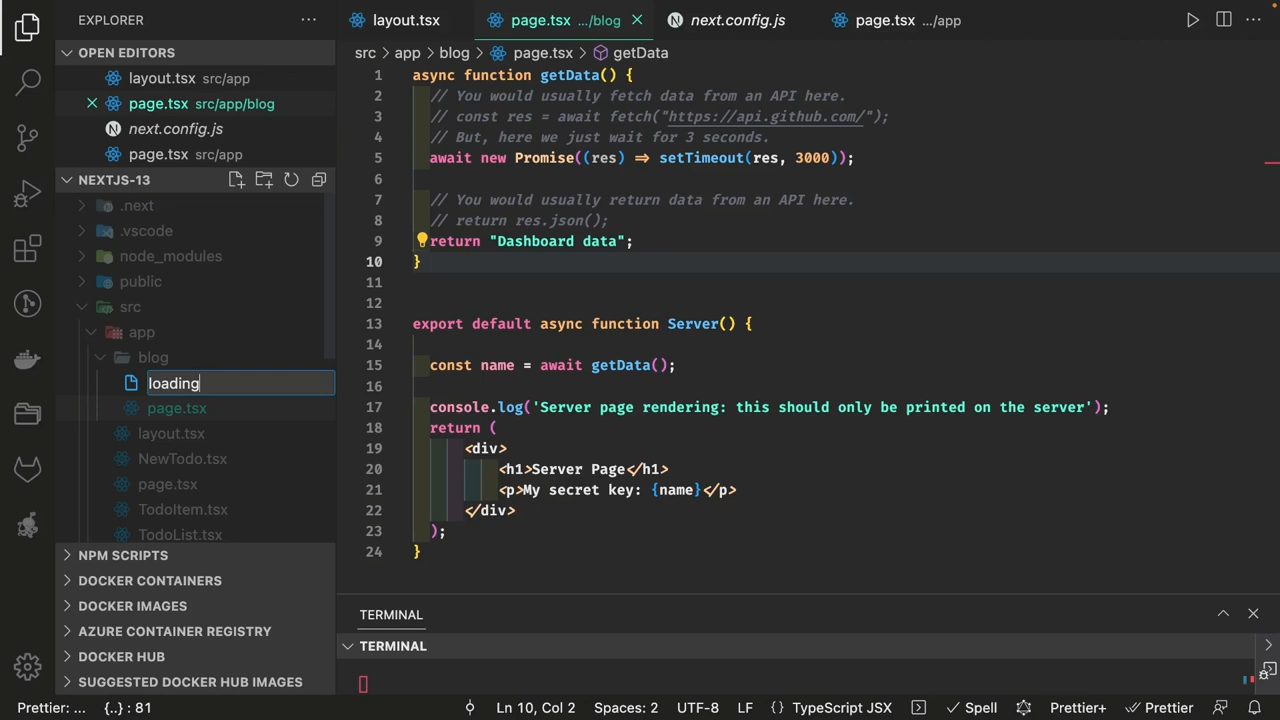 EXPLORER
OPEN EDITORS
layout.tsx src/app
page.tsx src/app/blog
next.config.js
page.tsx src/app
NEXTJS-13
.next
.vscode
node_modules
public
src
app
blog
loading
page.tsx
layout.tsx
NewTodo.tsx
page.tsx
TodoItem.tsx
TodoList.tsx
NPM SCRIPTS
DOCKER CONTAINERS
DOCKER IMAGES
AZURE CONTAINER REGISTRY
DOCKER HUB
SUGGESTED DOCKER HUB IMAGES
layout.tsx page.tsx .../blog next.config.js page.tsx .../app
src app blog page.tsx getData
1 async function getData() {
2 // You would usually fetch data from an API here.
3 // const res = await fetch("https://api.github.com/");
4 // But, here we just wait for 3 seconds.
5 await new Promise((res) => setTimeout(res, 3000));
6
7 // You would usually return data from an API here.
8 // return res.json();
9 return "Dashboard data";
10 }
11
12
13 export default async function Server() {
14
15 const name = await getData();
16
17 console.log('Server page rendering: this should only be printed on the server');
18 return (
19 <div>
20 <h1>Server Page</h1>
21 <p>My secret key: {name}</p>
22 </div>
23 );
24 }
TERMINAL
TERMINAL
Prettier: ... {..} : 81 Ln 10, Col 2 Spaces: 2 UTF-8 LF {} TypeScript JSX Spell Prettier+ Prettier